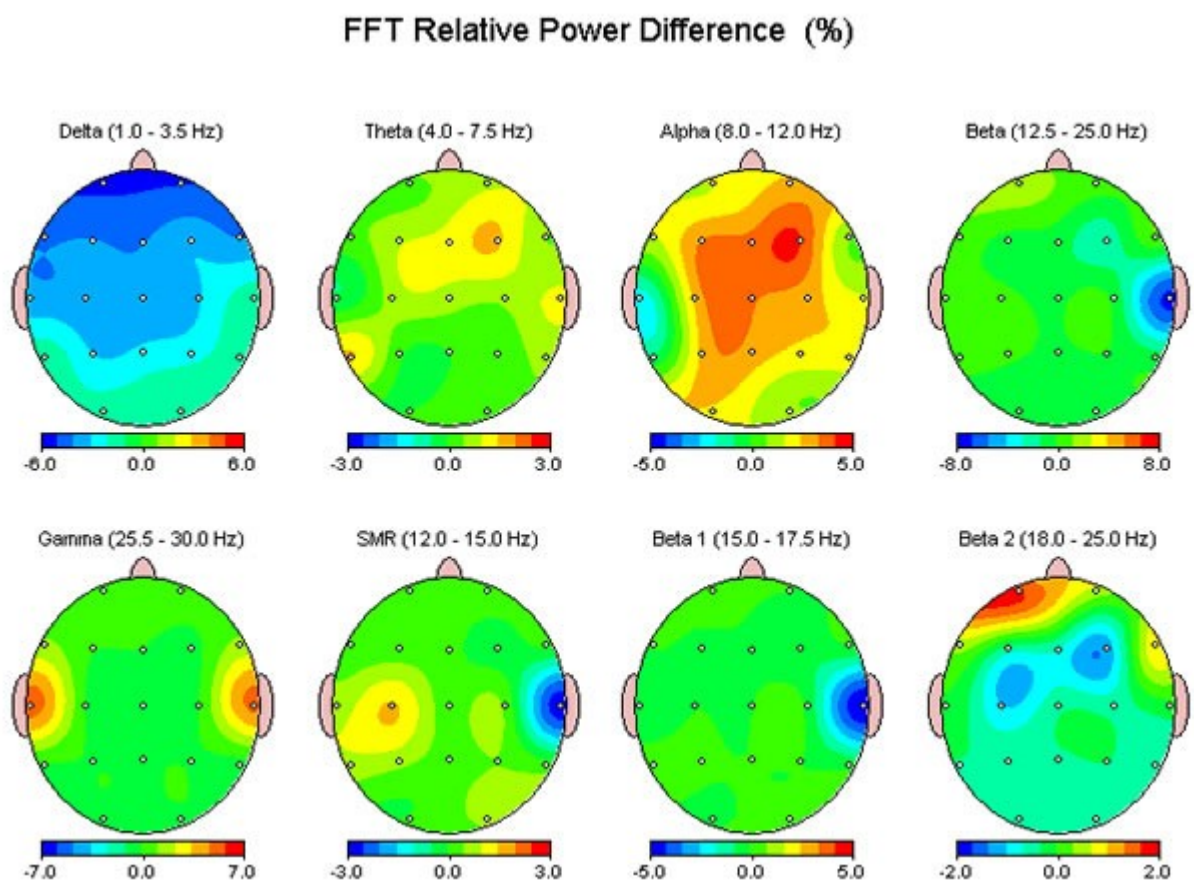 FFT Relative Power Difference (%)
Delta (1.0 - 3.5 Hz)
Theta (4.0 - 7.5 Hz)
Alpha (8.0 - 12.0 Hz)
Beta (12.5 - 25.0 Hz)
-6.0 0.0 6.0
-3.0 0.0 3.0
-5.0 0.0 5.0
-8.0 0.0 8.0
Gamma (25.5 - 30.0 Hz)
SMR (12.0 - 15.0 Hz)
Beta 1 (15.0 - 17.5 Hz)
Beta 2 (18.0 - 25.0 Hz)
-7.0 0.0 7.0
-3.0 0.0 3.0
-5.0 0.0 5.0
-2.0 0.0 2.0